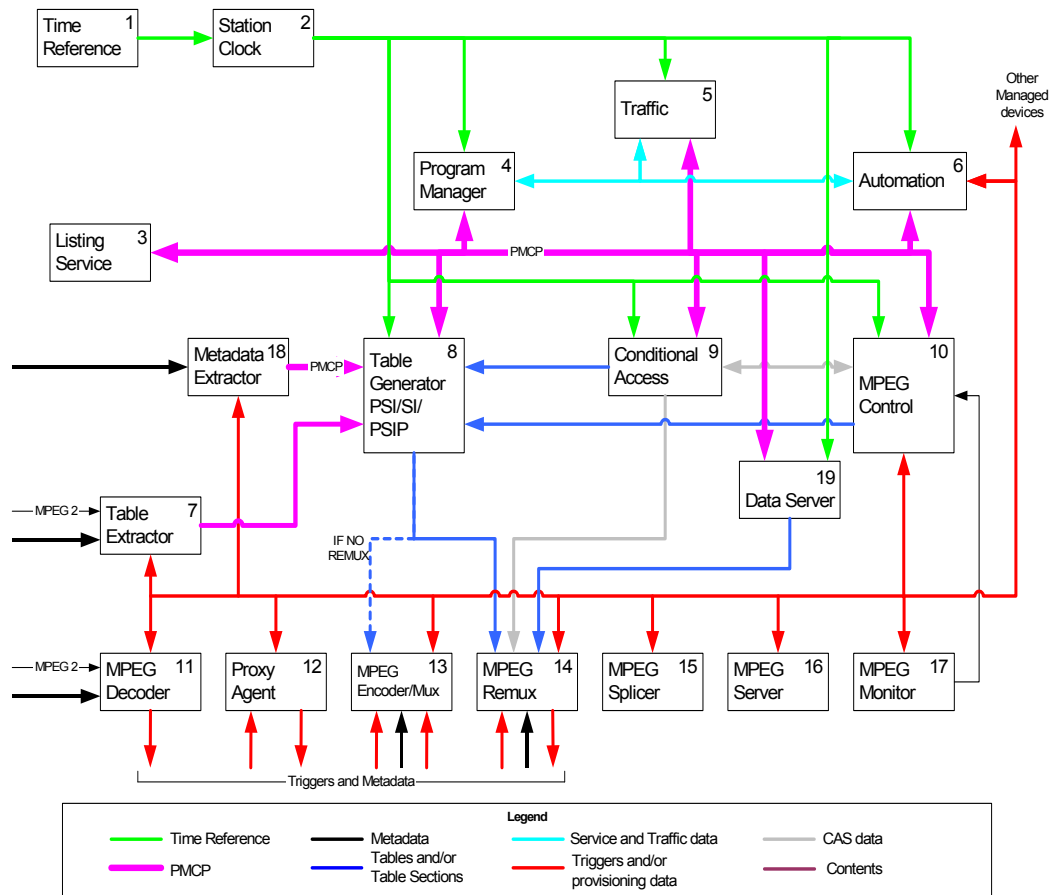 Time
Reference
1
Station
Clock
2
Traffic
5
Other
Managed
devices
Program
Manager
4
Automation
6
Listing
Service
3
PMCP
Metadata
Extractor
18
PMCP
Table
Generator
PSI/SI/
PSIP
8
Conditional
Access
9
MPEG
Control
10
Data Server
19
MPEG 2
Table
Extractor
7
IF NO
REMUX
MPEG 2
MPEG
Decoder
11
Proxy
Agent
12
MPEG
Encoder/Mux
13
MPEG
Remux
14
MPEG
Splicer
15
MPEG
Server
16
MPEG
Monitor
17
Triggers and Metadata
Legend
Time Reference
Metadata
Service and Traffic data
CAS data
PMCP
Tables and/or
Table Sections
Triggers and/or
provisioning data
Contents